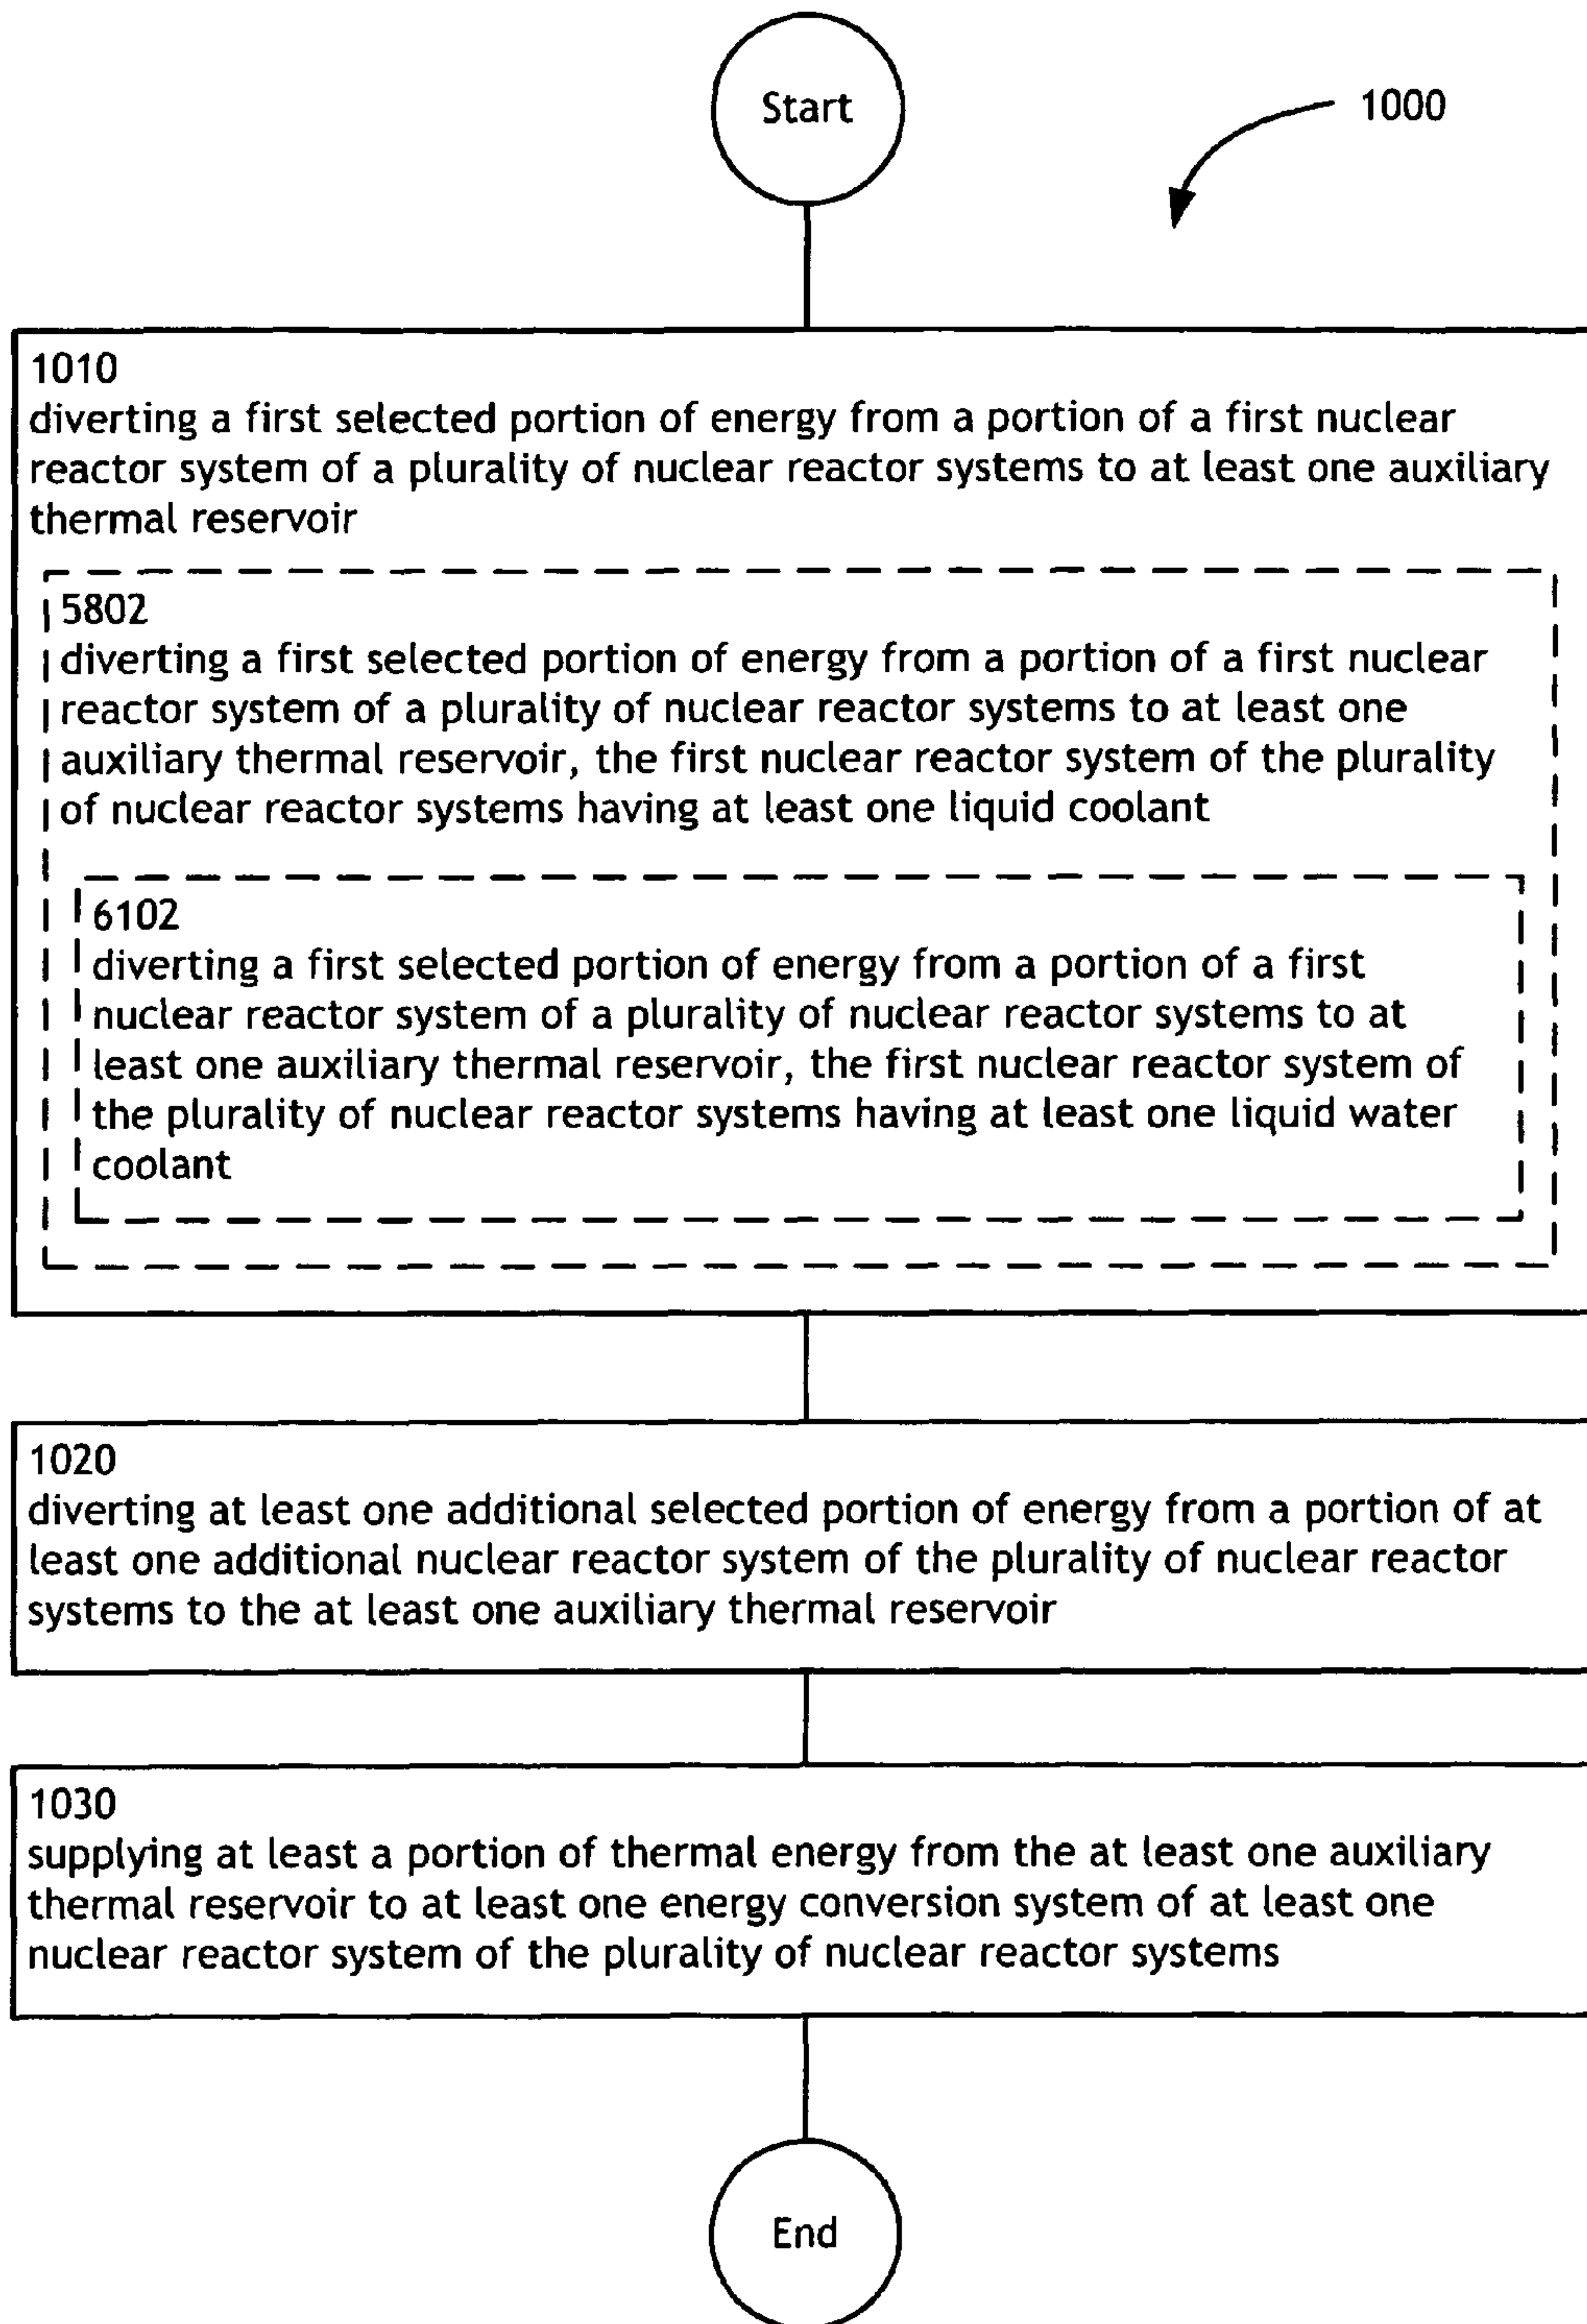 Start
1000
1010
diverting a first selected portion of energy from a portion of a first nuclear
reactor system of a plurality of nuclear reactor systems to at least one auxiliary
thermal reservoir
5802
diverting a first selected portion of energy from a portion of a first nuclear
reactor system of a plurality of nuclear reactor systems to at least one
auxiliary thermal reservoir, the first nuclear reactor system of the plurality
of nuclear reactor systems having at least one liquid coolant
6102
diverting a first selected portion of energy from a portion of a first
nuclear reactor system of a plurality of nuclear reactor systems to at
least one auxiliary thermal reservoir, the first nuclear reactor system of
the plurality of nuclear reactor systems having at least one liquid water
coolant
1020
diverting at least one additional selected portion of energy from a portion of at
least one additional nuclear reactor system of the plurality of nuclear reactor
systems to the at least one auxiliary thermal reservoir
1030
supplying at least a portion of thermal energy from the at least one auxiliary
thermal reservoir to at least one energy conversion system of at least one
nuclear reactor system of the plurality of nuclear reactor systems
End